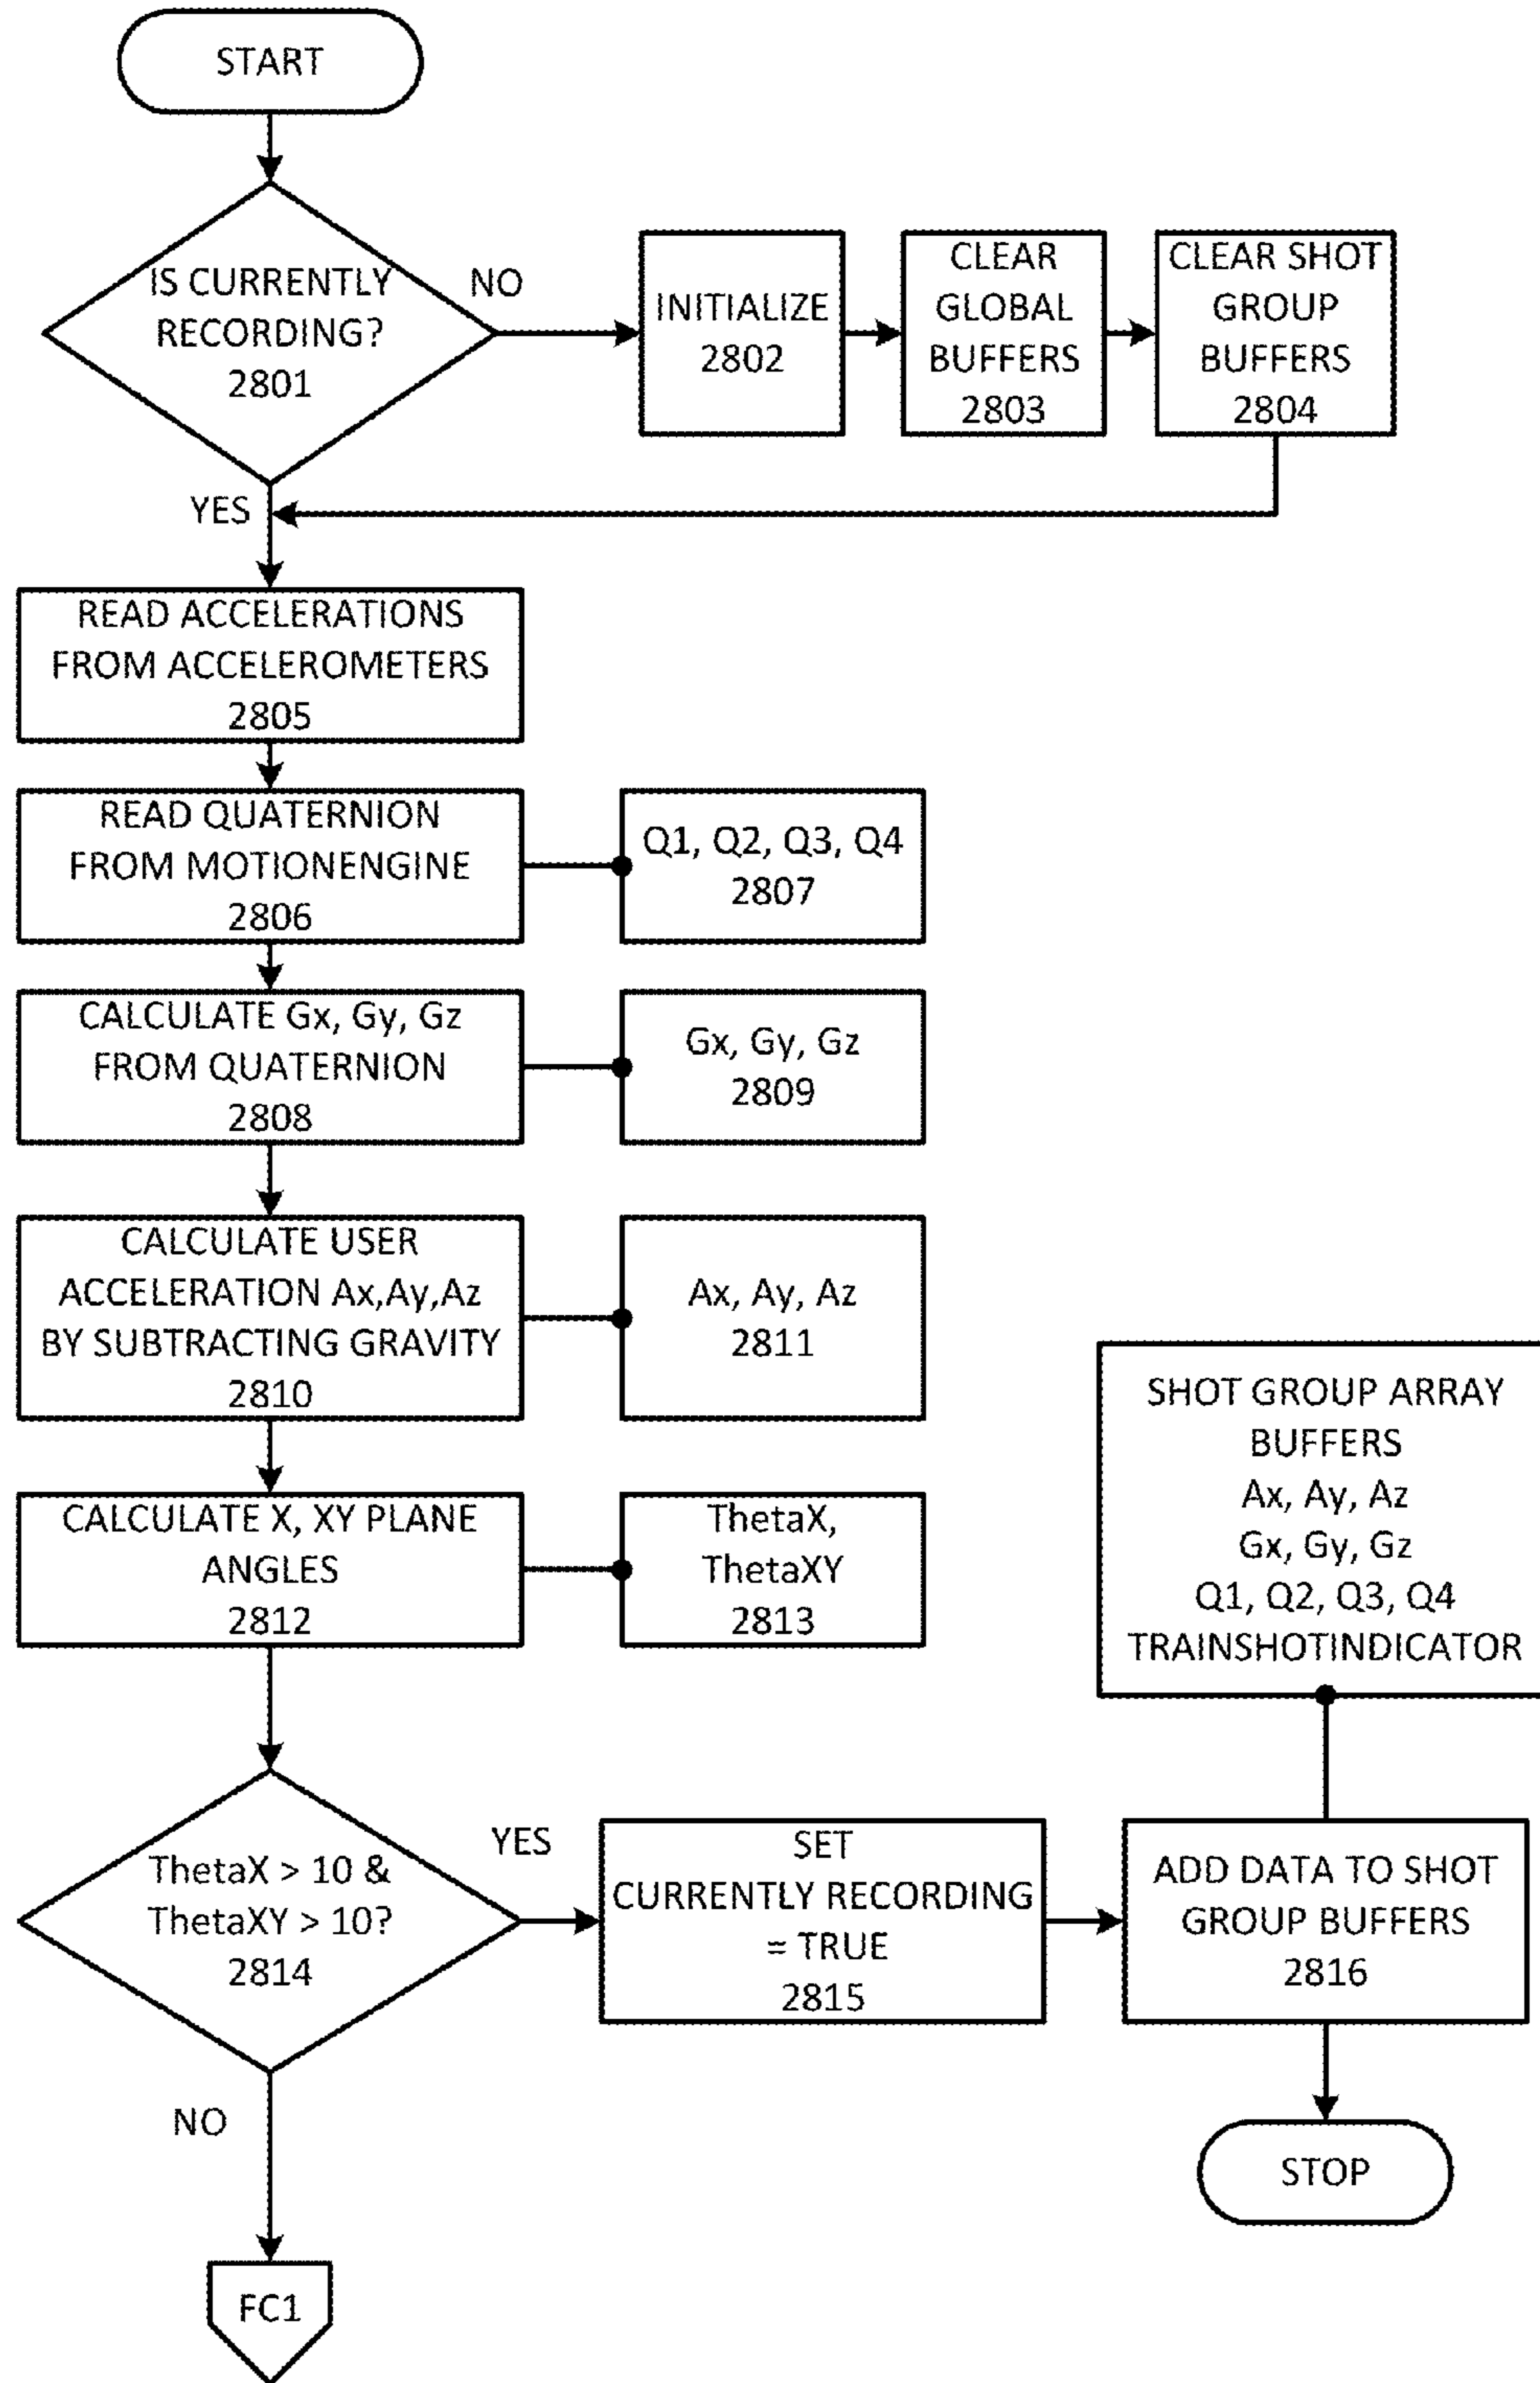 START
IS CURRENTLY
RECORDING?
2801
NO
INITIALIZE
2802
CLEAR
GLOBAL
BUFFERS
2803
CLEAR SHOT
GROUP
BUFFERS
2804
YES
READ ACCELERATIONS
FROM ACCELEROMETERS
2805
READ QUATERNION
FROM MOTIONENGINE
2806
Q1, Q2, Q3, Q4
2807
CALCULATE Gx, Gy, Gz
FROM QUATERNION
2808
Gx, Gy, Gz
2809
CALCULATE USER
ACCELERATION Ax,Ay,Az
BY SUBTRACTING GRAVITY
2810
Ax, Ay, Az
2811
CALCULATE X, XY PLANE
ANGLES
2812
ThetaX,
ThetaXY
2813
SHOT GROUP ARRAY
BUFFERS
Ax, Ay, Az
Gx, Gy, Gz
Q1, Q2, Q3, Q4
TRAINSHOTINDICATOR
ThetaX > 10 &
ThetaXY > 10?
2814
YES
SET
CURRENTLY RECORDING
= TRUE
2815
ADD DATA TO SHOT
GROUP BUFFERS
2816
NO
STOP
FC1